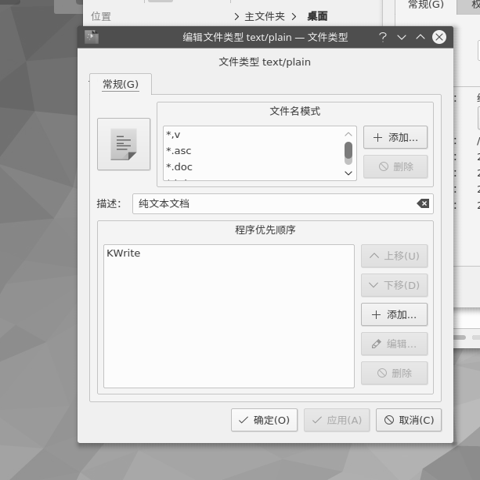 常规(G)
位置
主文件夹
桌面
编辑文件类型 text/plain — 文件类型
文件类型 text/plain
常规(G)
文件名模式
*,v
*.asc
*.doc
添加...
删除
描述:
纯文本文档
程序优先顺序
KWrite
上移(U)
下移(D)
添加...
编辑...
删除
确定(O)
应用(A)
取消(C)